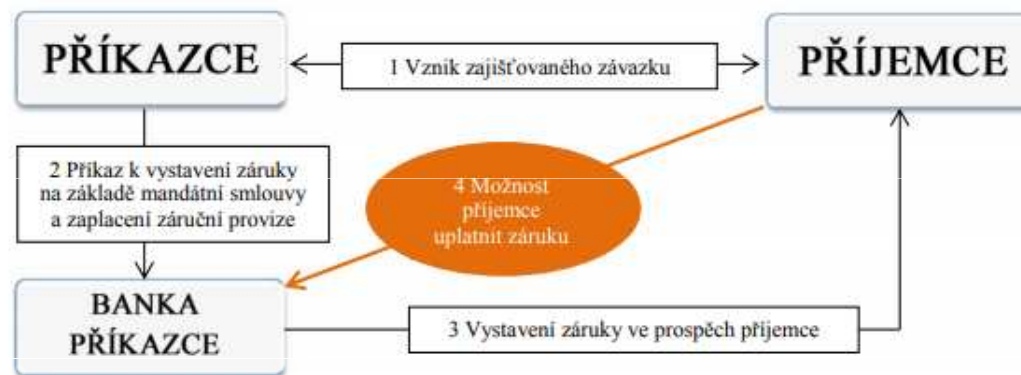 PŘÍKAZCE
1 Vznik zajišťovaného závazku
PŘÍJEMCE
2 Příkaz k vystavení záruky
na základě mandátní smlouvy
a zaplacení záruční provize
4 Možnost
příjemce
uplatnit záruku
BANKA
PŘÍKAZCE
3 Vystavení záruky ve prospěch příjemce